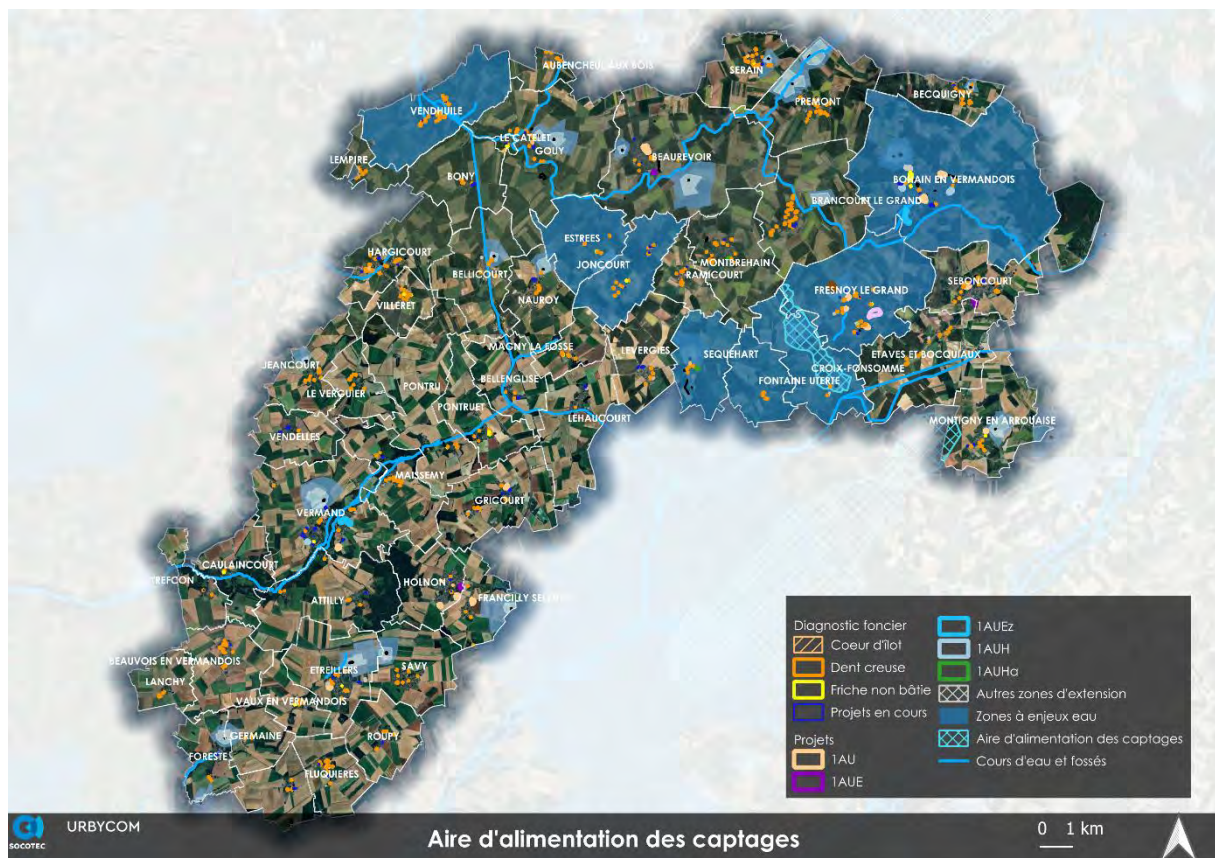 AUBENCHEUL AUX BOIS
SERAIN
BECQUIGNY
PREMONT
VENDHUILE
LE CATELET
GOUY
BEAUREVOIR
LEMPIRE
BONY
BOHAIN EN VERMANDOIS
BRANCOURT LE GRAND
ESTREES
HARGICOURT
BELLICOURT
JONCOURT
MONTBREHAIN
RAMICOURT
NAUROY
VILLERET
FRESNOY LE GRAND
SEBONCOURT
MAGNY LA FOSSE
LEVERGIES
SEQUEHART
ETAVES ET BOCQUIAUX
JEANCOURT
LE VERGUIER
PONTRU
BELLENGLISE
CROIX-FONSOMME
FONTAINE UTERTE
PONTRUET
LEHAUCOURT
MONTIGNY EN ARROUAISE
VENDELLES
MAISSEMY
GRICOURT
VERMAND
CAULAINCOURT
TREFCON
HOLNON
ATTILLY
FRANCILLY
BEAUVOIS EN VERMANDOIS
ETREILLERS
SAVY
LANCHY
VAUX EN VERMANDOIS
GERMAINE
ROUPY
FORESTES
FLUQUIERES
Diagnostic foncier
Coeur d'îlot
Dent creuse
Friche non bâtie
Projets en cours
Projets
1AU
1AUE
1AUEz
1AUH
1AUHa
Autres zones d'extension
Zones à enjeux eau
Aire d'alimentation des captages
Cours d'eau et fossés
SOCOTEC
URBYCOM
Aire d'alimentation des captages
0 1 km